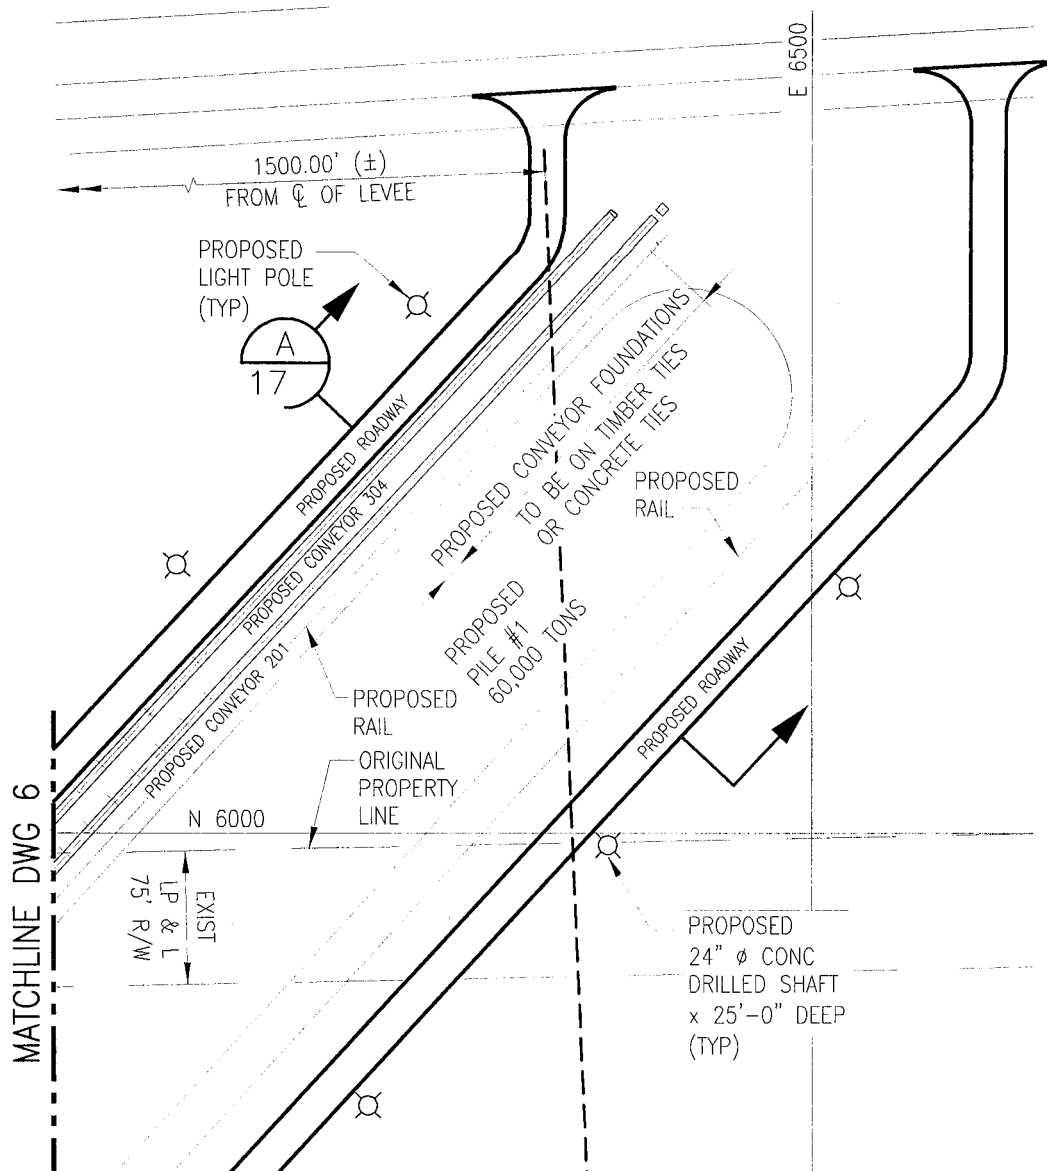 E 6500
1500.00' (±)
FROM ℄ OF LEVEE
PROPOSED
LIGHT POLE
(TYP)
A
17
PROPOSED ROADWAY
PROPOSED CONVEYOR 304
PROPOSED CONVEYOR 201
PROPOSED CONVEYOR FOUNDATIONS
TO BE ON TIMBER TIES
OR CONCRETE TIES
PROPOSED
RAIL
PROPOSED
PILE #1
60,000 TONS
PROPOSED ROADWAY
PROPOSED
RAIL
ORIGINAL
PROPERTY
LINE
N 6000
MATCHLINE DWG 6
EXIST
LP & L
75' R/W
PROPOSED
24" ø CONC
DRILLED SHAFT
x 25'-0" DEEP
(TYP)